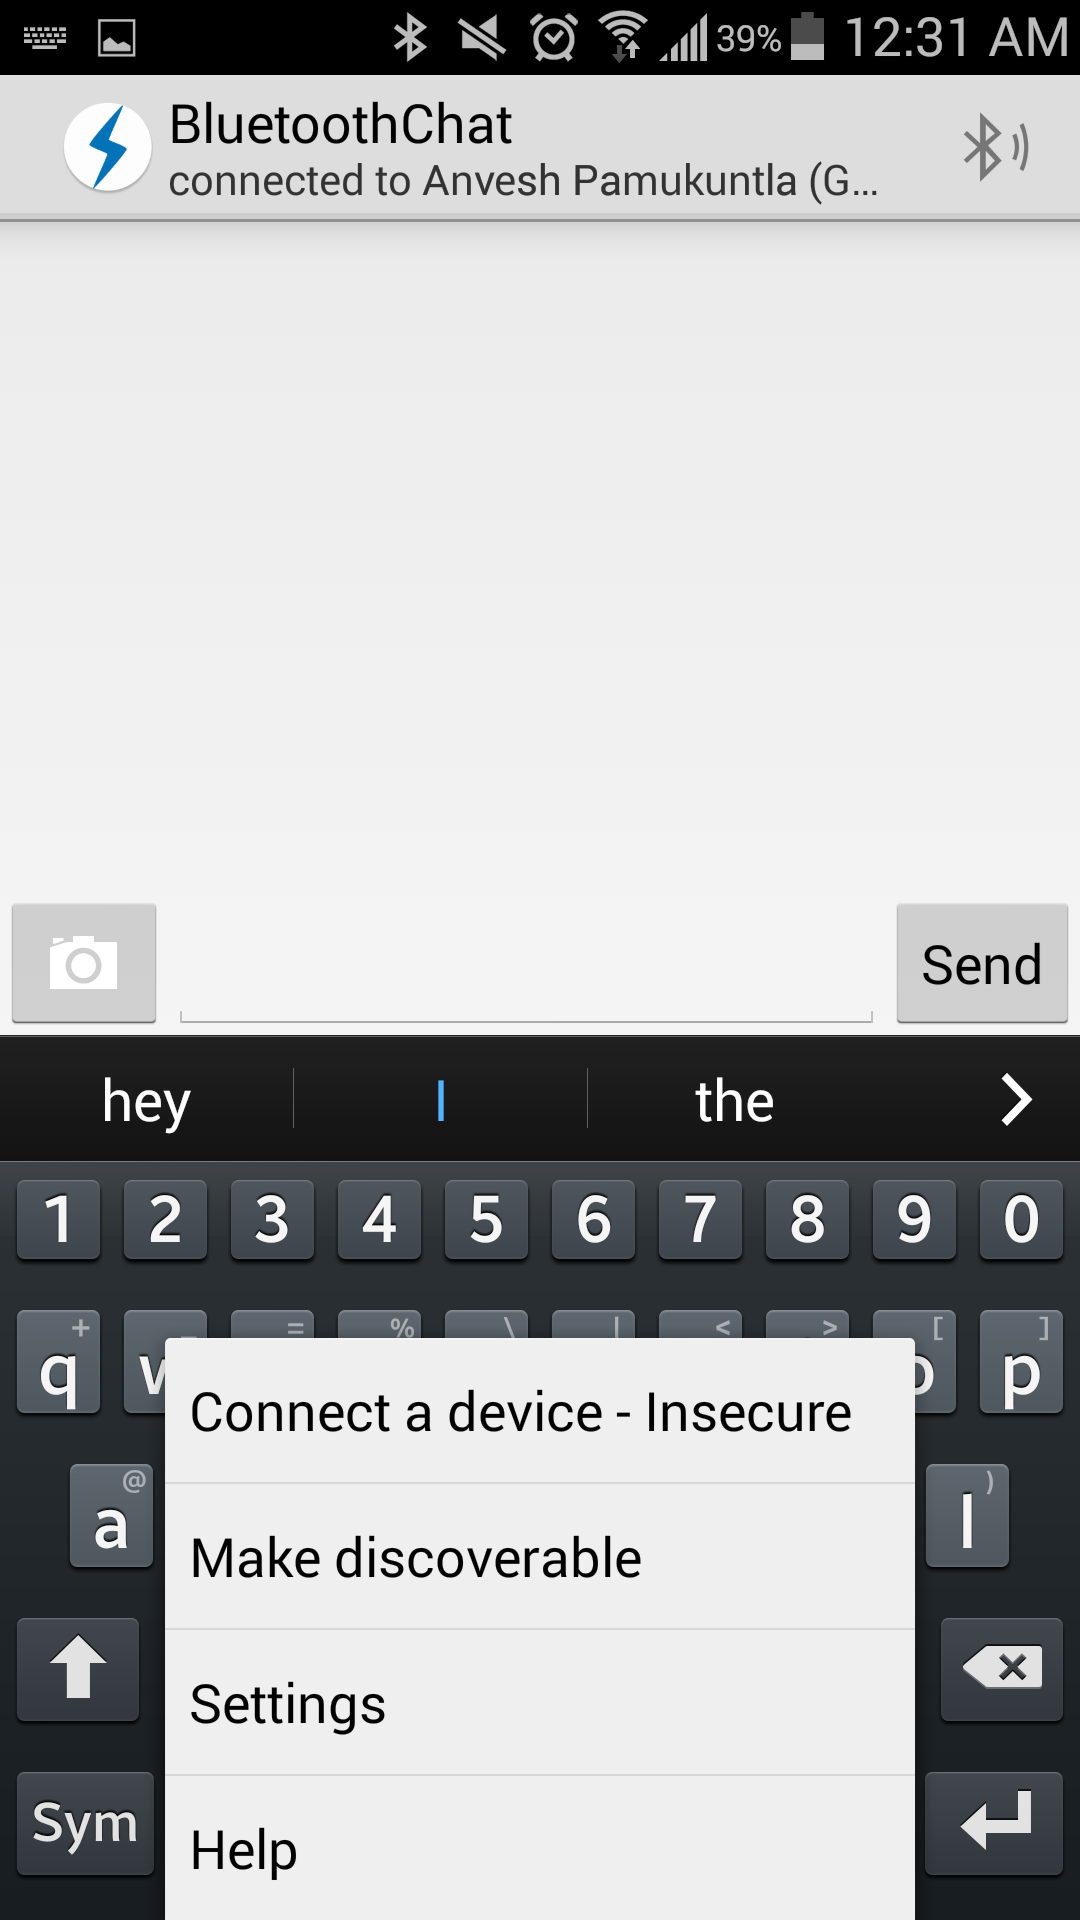 39% 12:31 AM
BluetoothChat
connected to Anvesh Pamukuntla (G...
Send
hey I the
1 2 3 4 5 6 7 8 9 0
+ = % \ | < > [ ]
q p
Connect a device - Insecure
@ )
a l
Make discoverable
Settings
Sym
Help